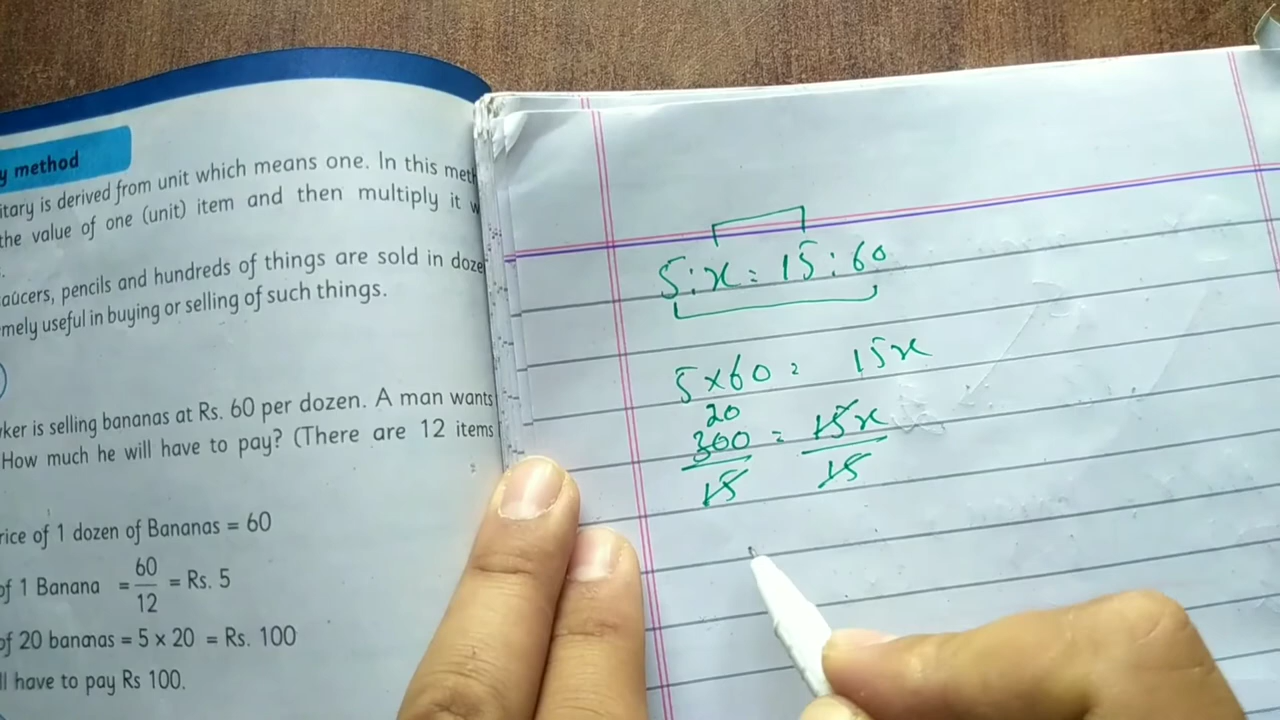 y method
itary is derived from unit which means one. In this meth
the value of one (unit) item and then multiply it w
aucers, pencils and hundreds of things are sold in doze
mely useful in buying or selling of such things.
ker is selling bananas at Rs. 60 per dozen. A man wants
How much he will have to pay? (There are 12 items
rice of 1 dozen of Bananas = 60
of 1 Banana = 60/12 = Rs. 5
of 20 bananas = 5 × 20 = Rs. 100
ll have to pay Rs 100.
5 : x = 15 : 60
5 × 60 = 15x
20
300/15 = 15x/15